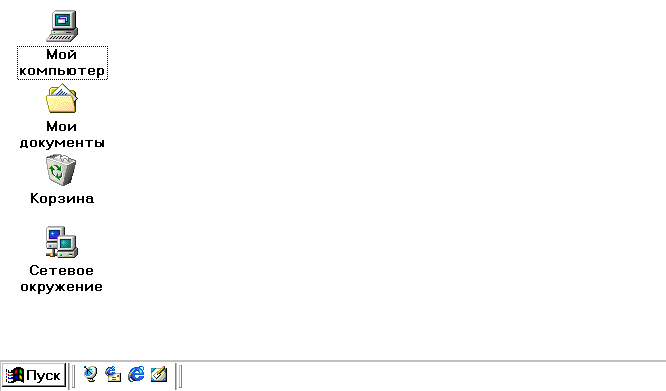 Мой
компьютер
Мои
документы
Корзина
Сетевое
окружение
Пуск